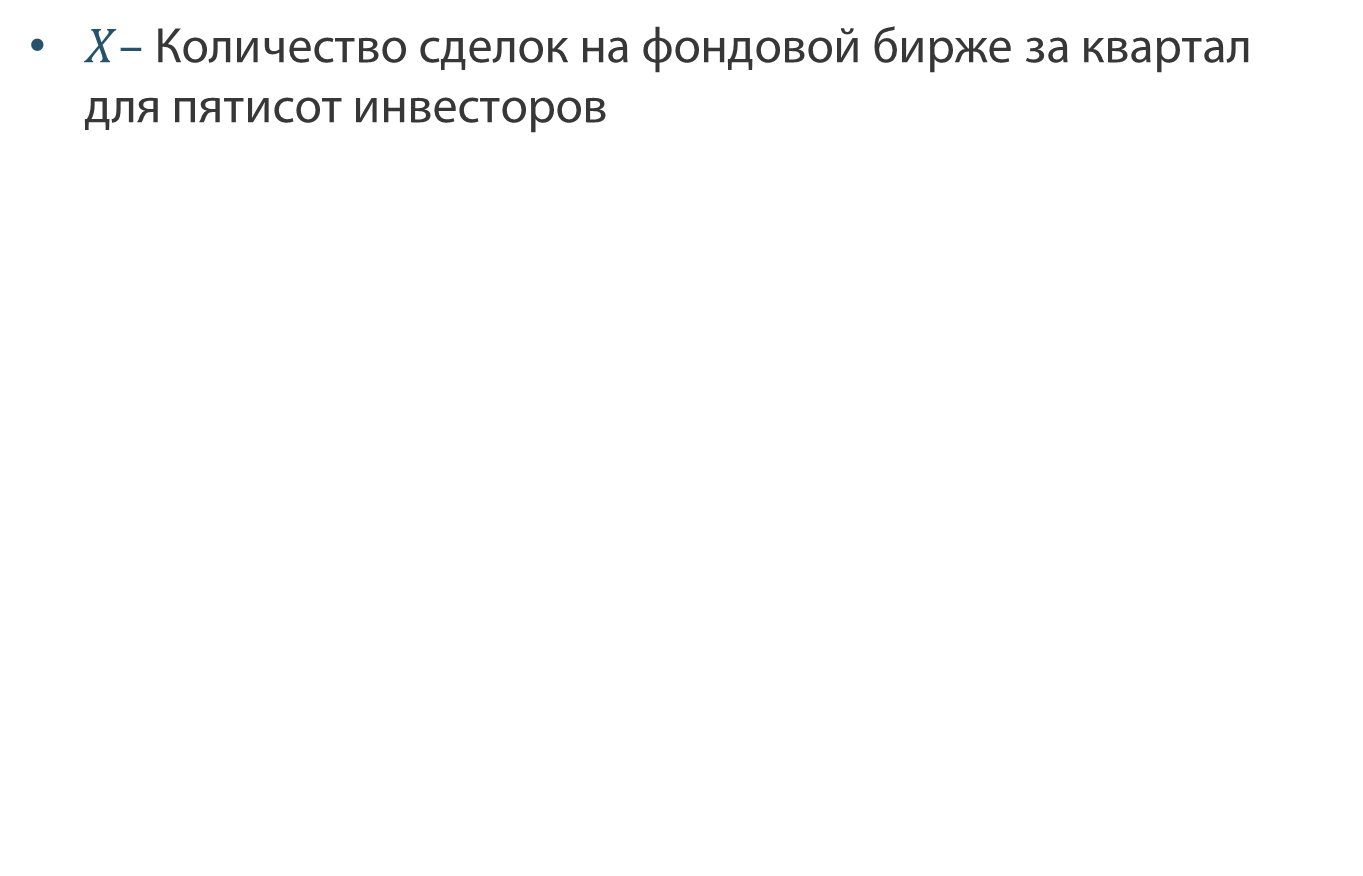 • X – Количество сделок на фондовой бирже за квартал
для пятисот инвесторов